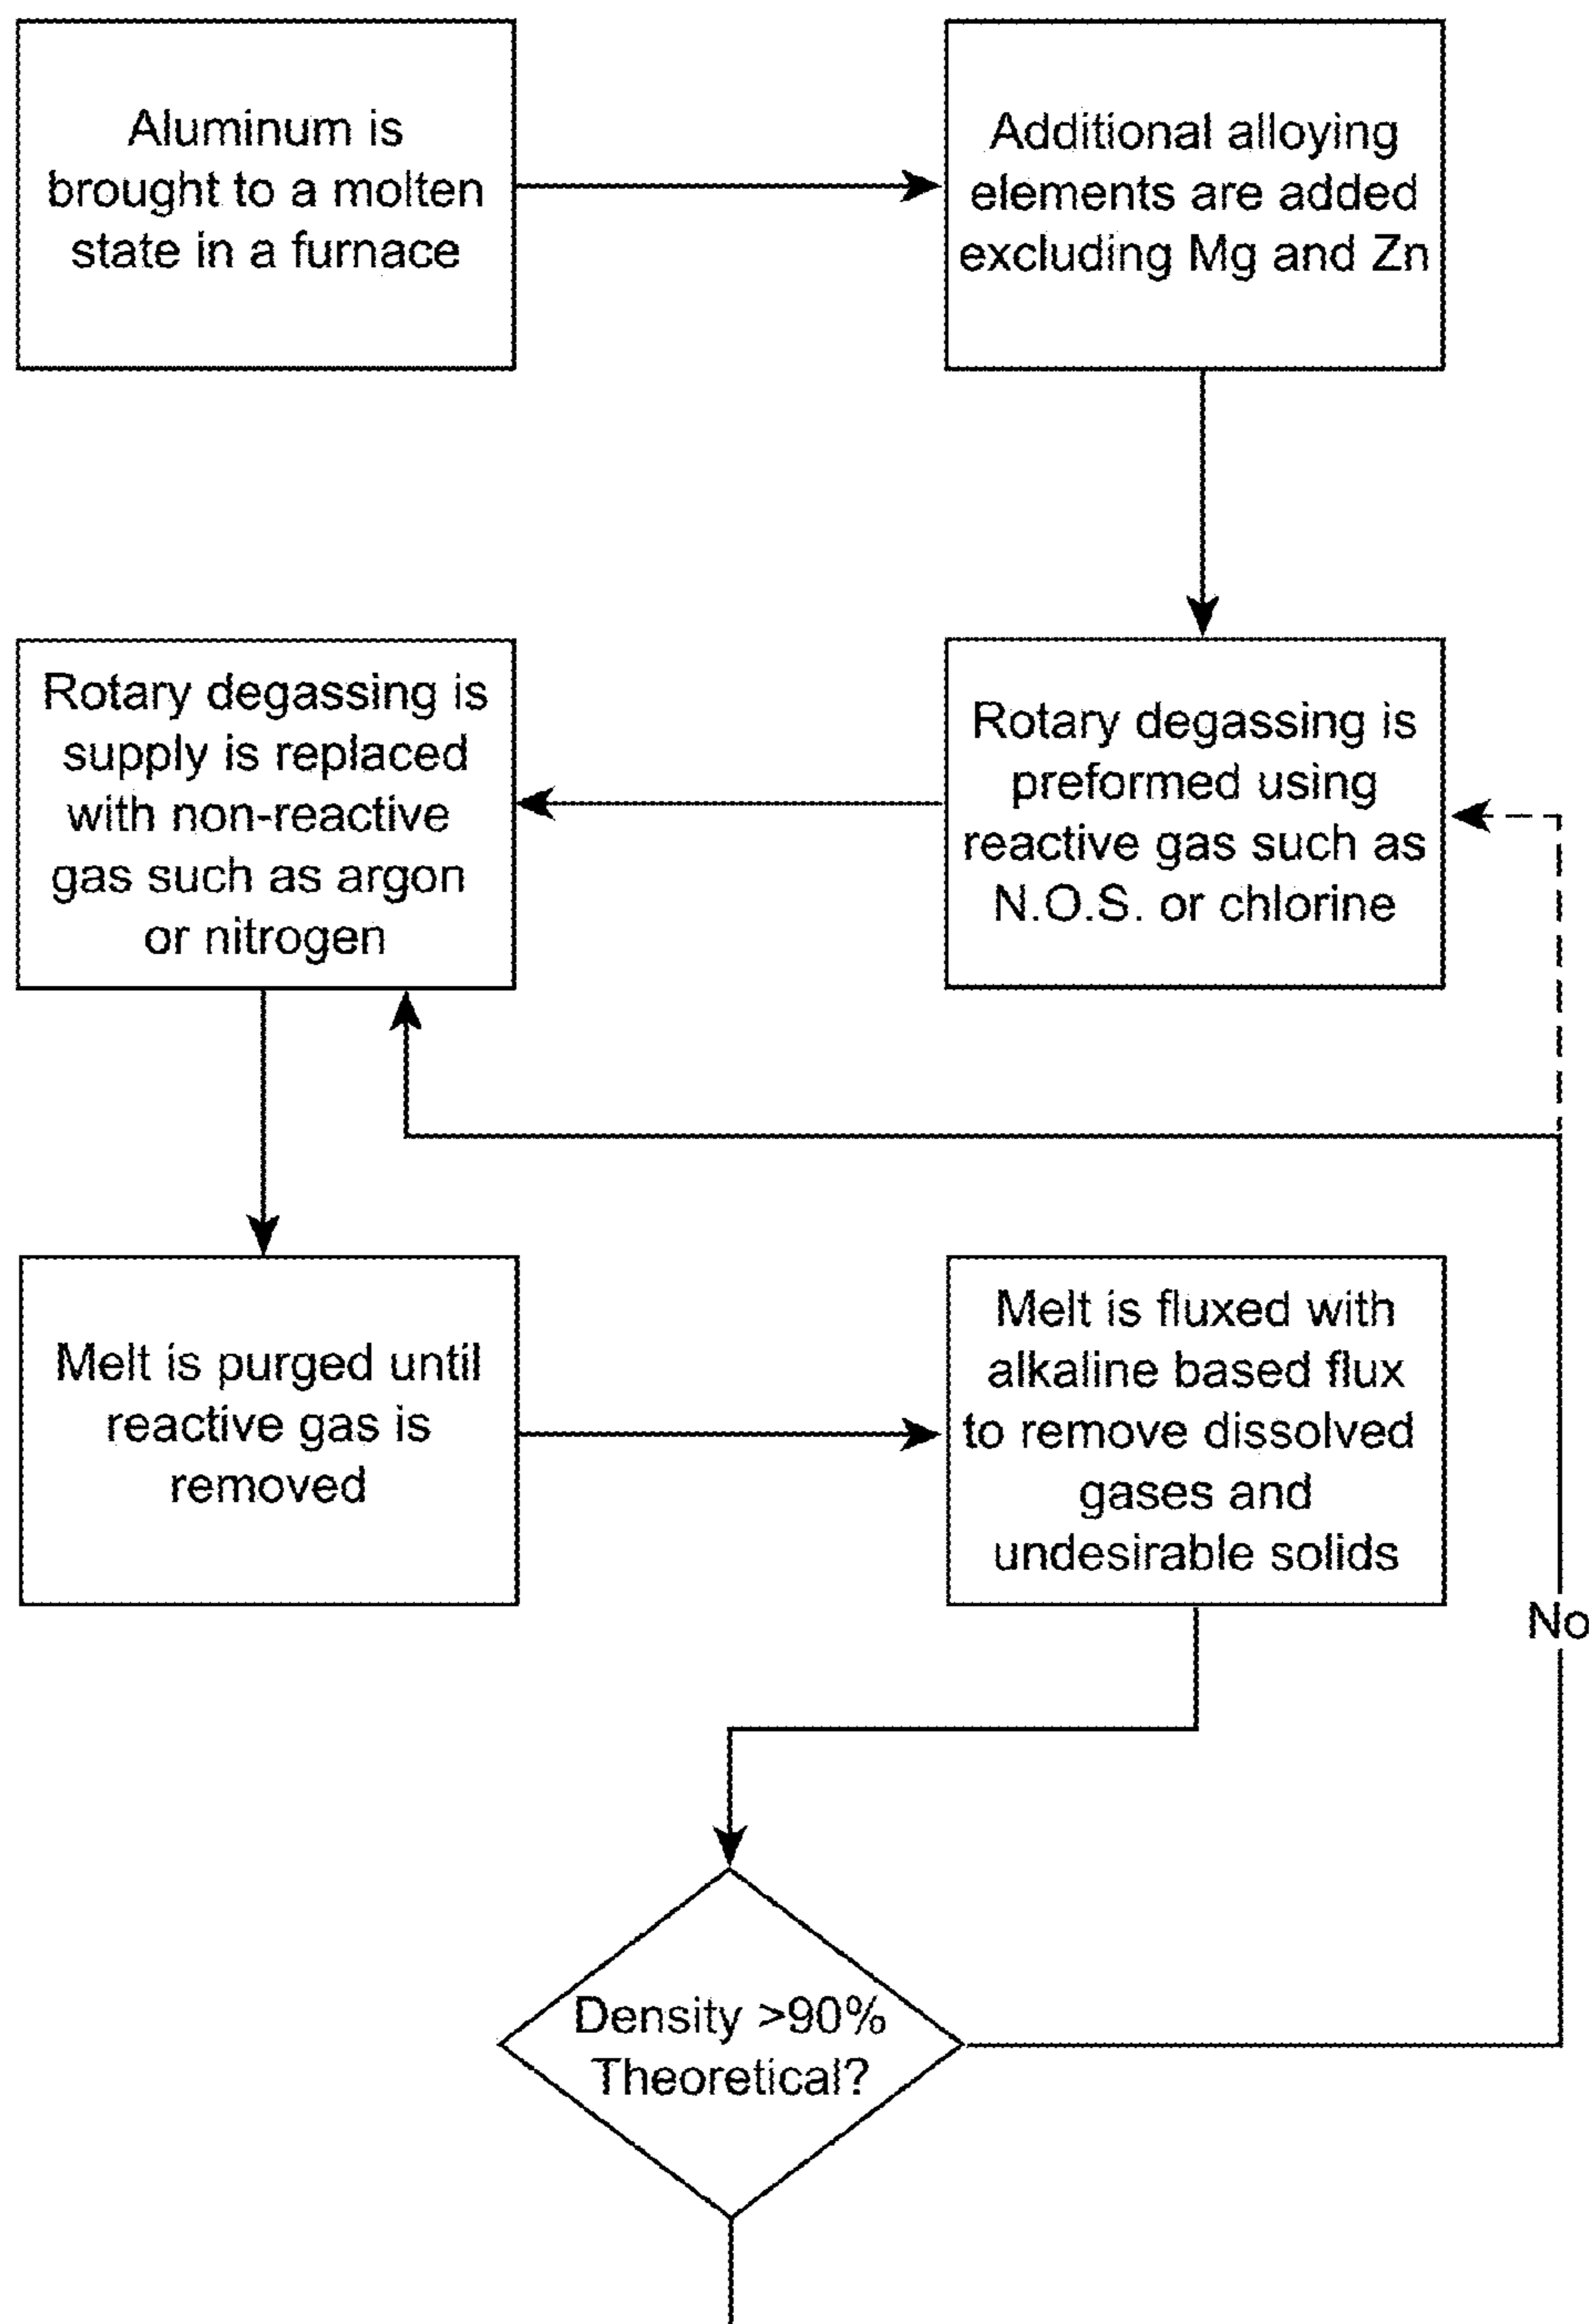 Aluminum is
brought to a molten
state in a furnace
Additional alloying
elements are added
excluding Mg and Zn
Rotary degassing is
preformed using
reactive gas such as
N.O.S. or chlorine
Rotary degassing is
supply is replaced
with non-reactive
gas such as argon
or nitrogen
Melt is purged until
reactive gas is
removed
Melt is fluxed with
alkaline based flux
to remove dissolved
gases and
undesirable solids
No
Density >90%
Theoretical?